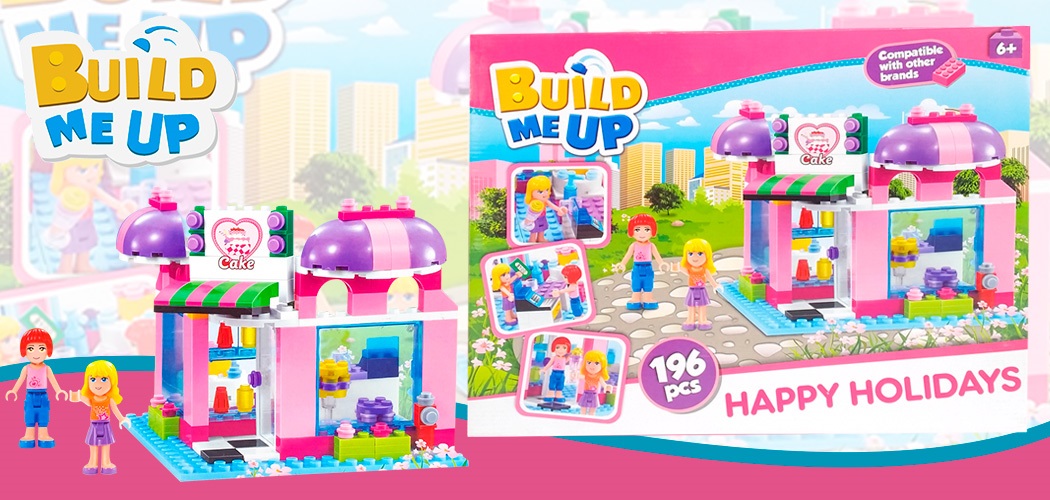 BUILD
ME UP
Cake
BUILD
ME UP
Compatible
with other
brands
6+
Cake
196
pcs
HAPPY HOLIDAYS